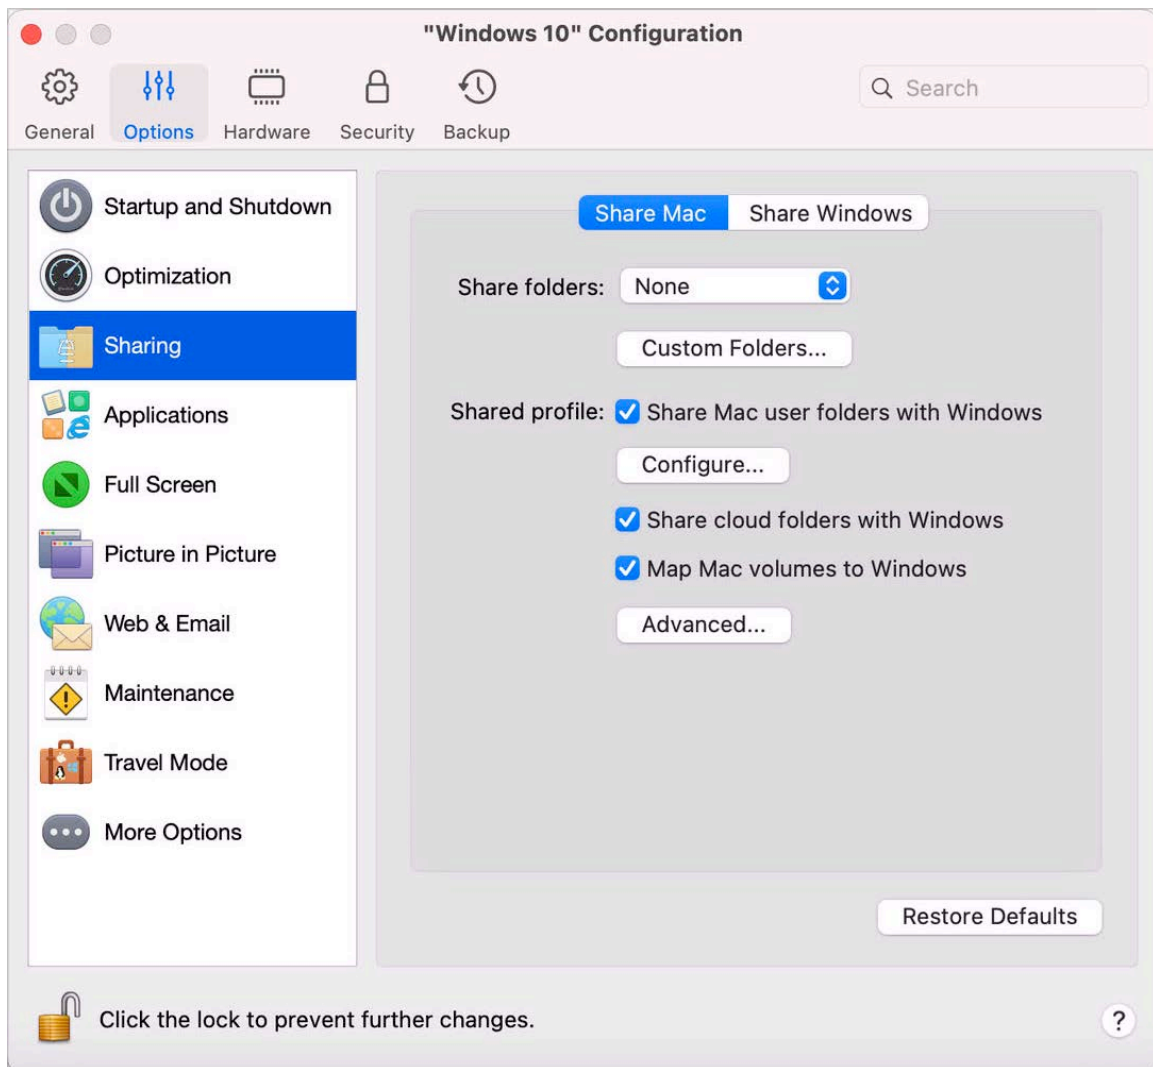 "Windows 10" Configuration
General Options Hardware Security Backup
Search
Startup and Shutdown
Optimization
Sharing
Applications
Full Screen
Picture in Picture
Web & Email
Maintenance
Travel Mode
More Options
Share Mac Share Windows
Share folders: None
Custom Folders...
Shared profile: Share Mac user folders with Windows
Configure...
Share cloud folders with Windows
Map Mac volumes to Windows
Advanced...
Restore Defaults
Click the lock to prevent further changes.
?